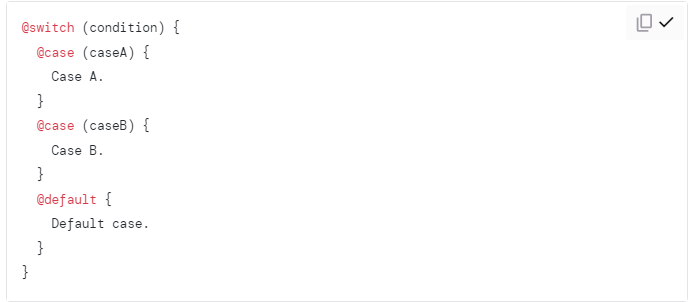 @switch (condition) {
  @case (caseA) {
    Case A.
  }
  @case (caseB) {
    Case B.
  }
  @default {
    Default case.
  }
}